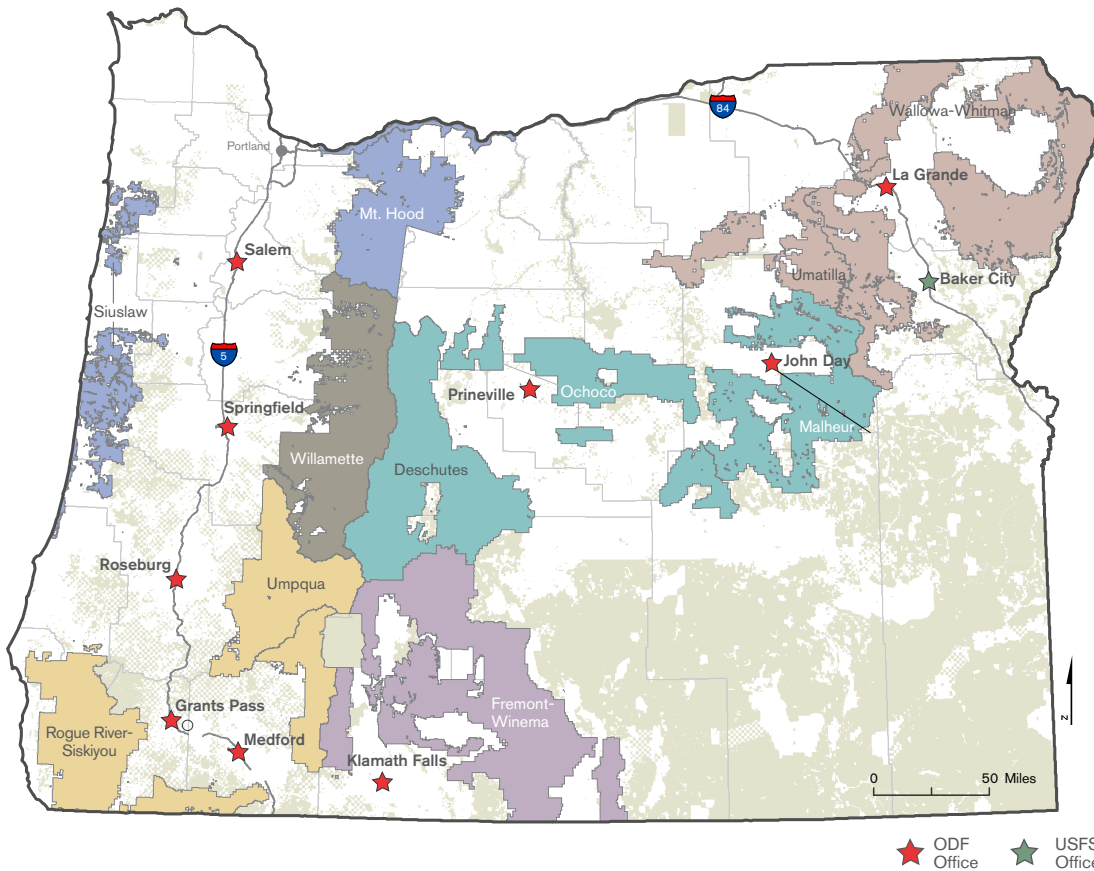 84
Wallowa-Whitman
Portland
La Grande
Mt. Hood
Salem
Umatilla
Baker City
Siuslaw
5
John Day
Prineville
Ochoco
Springfield
Malheur
Willamette
Deschutes
Roseburg
Umpqua
Grants Pass
Fremont-
Winema
Rogue River-
Siskiyou
Medford
Klamath Falls
N
0 50 Miles
ODF
Office
USFS
Office